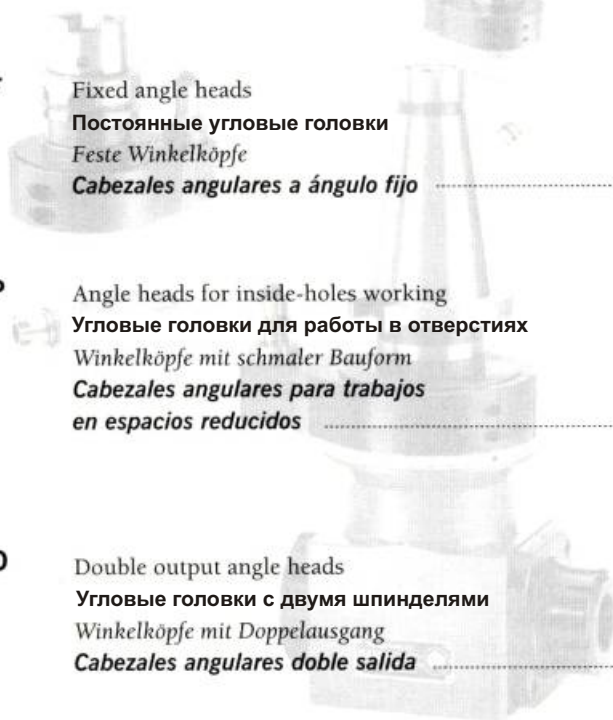 Fixed angle heads
Постоянные угловые головки
Feste Winkelköpfe
Cabezales angulares a ángulo fijo
Angle heads for inside-holes working
Угловые головки для работы в отверстиях
Winkelköpfe mit schmaler Bauform
Cabezales angulares para trabajos
en espacios reducidos
Double output angle heads
Угловые головки с двумя шпинделями
Winkelköpfe mit Doppelausgang
Cabezales angulares doble salida